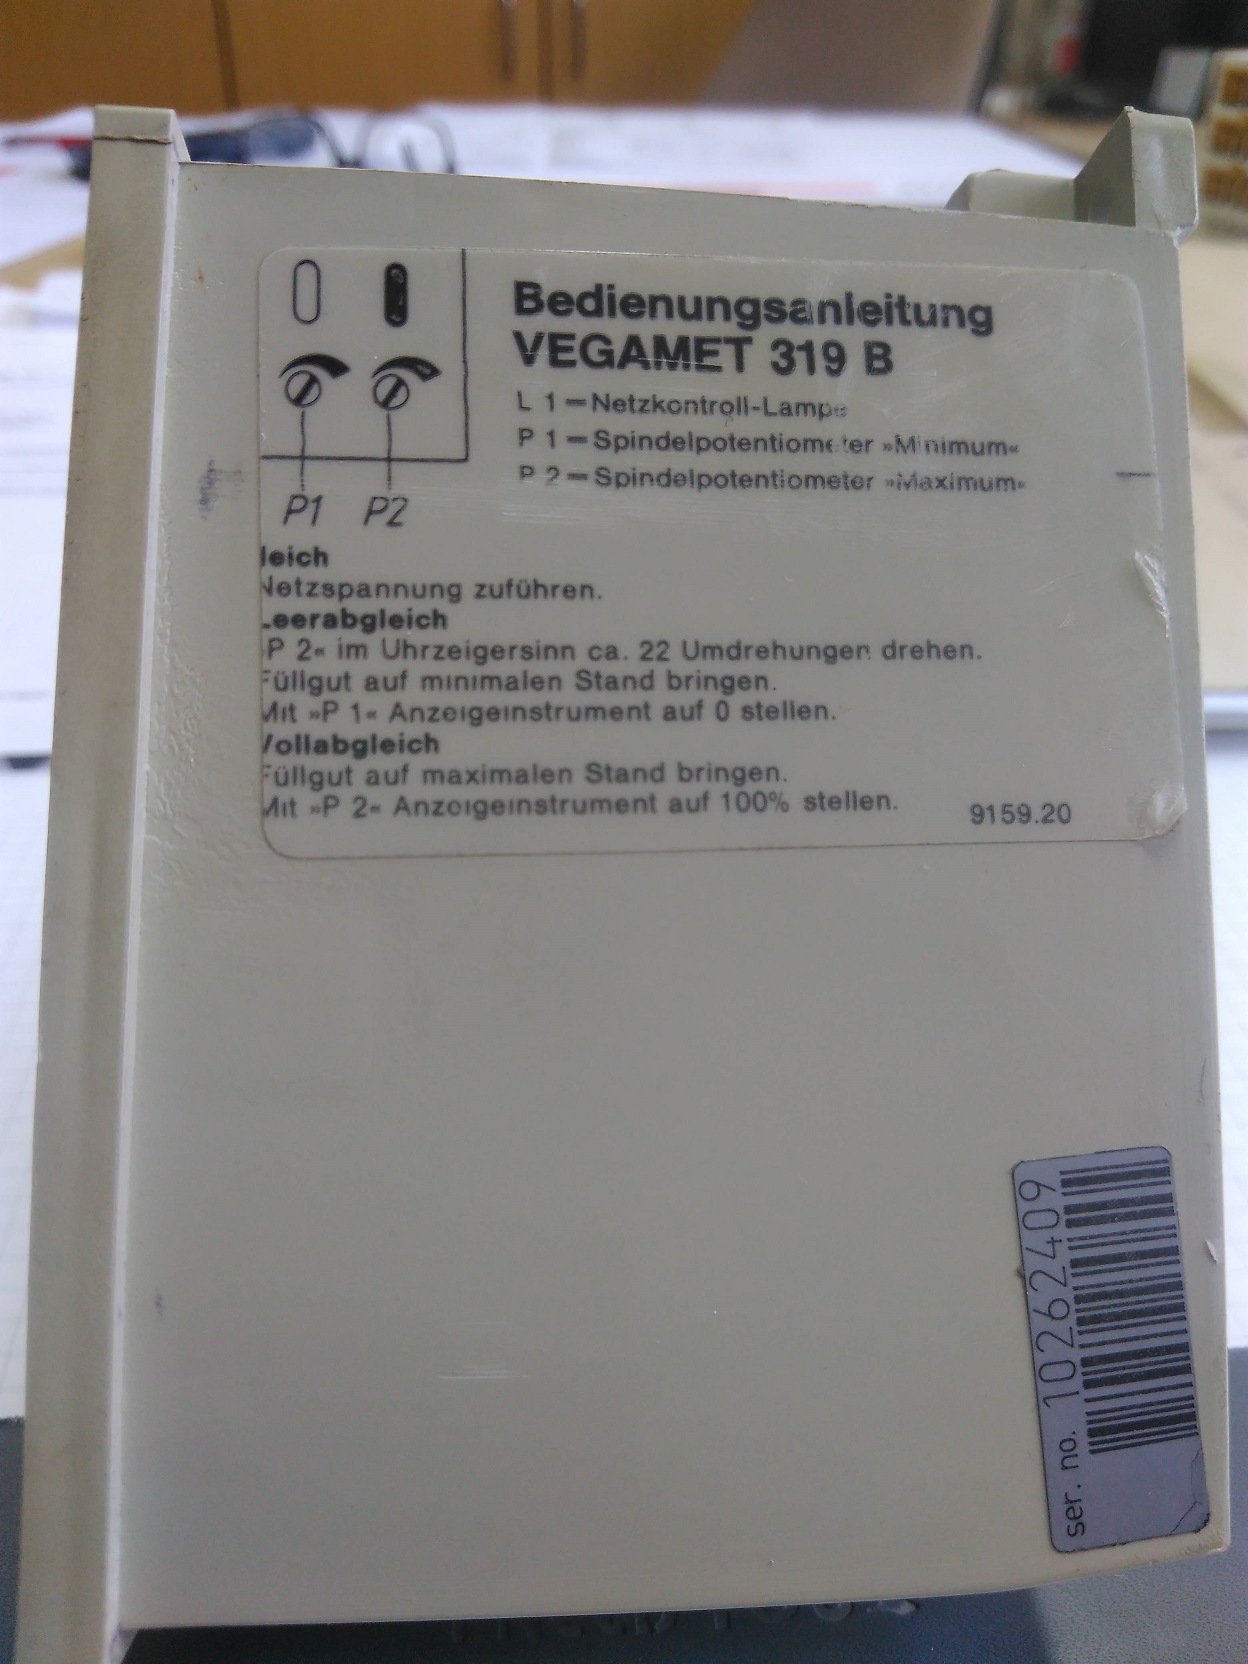 Bedienungsanleitung
VEGAMET 319 B
L 1 = Netzkontroll-Lampe
P 1 = Spindelpotentiometer »Minimum«
P 2 = Spindelpotentiometer »Maximum«
P1 P2
leich
Netzspannung zuführen.
Leerabgleich
P 2« im Uhrzeigersinn ca. 22 Umdrehungen drehen.
Füllgut auf minimalen Stand bringen.
Mit »P 1« Anzeigeinstrument auf 0 stellen.
Vollabgleich
Füllgut auf maximalen Stand bringen.
Mit »P 2« Anzeigeinstrument auf 100% stellen.
9159.20
ser. no. 10262409